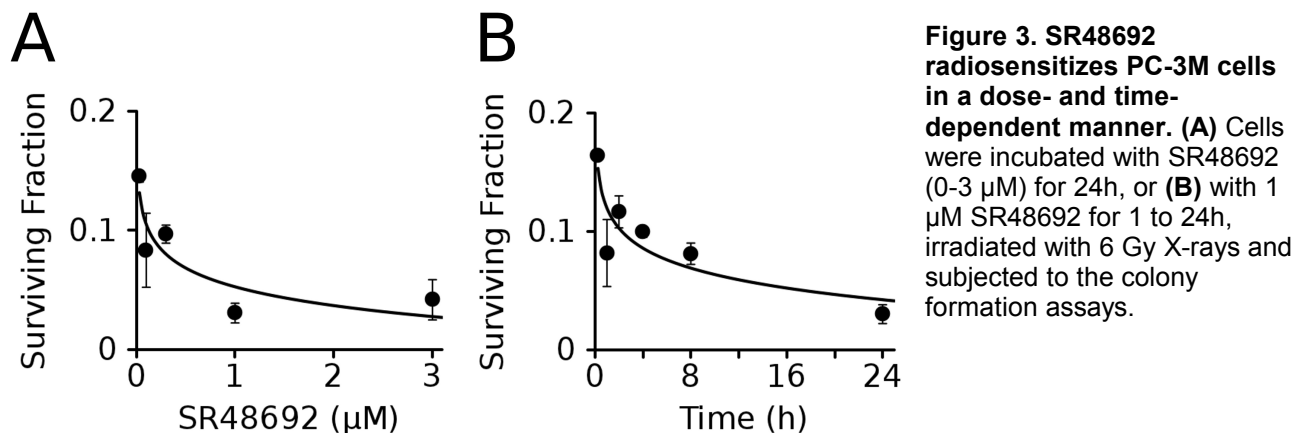 A
0.2
0.1
0
Surviving Fraction
0
1
2
3
SR48692 (μM)
B
0.2
0.1
0
Surviving Fraction
0
8
16
24
Time (h)
Figure 3. SR48692
radiosensitizes PC-3M cells
in a dose- and time-
dependent manner. (A) Cells
were incubated with SR48692
(0-3 μM) for 24h, or (B) with 1
μM SR48692 for 1 to 24h,
irradiated with 6 Gy X-rays and
subjected to the colony
formation assays.